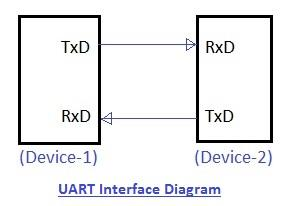 TxD RxD
RxD TxD
(Device-1) (Device-2)
UART Interface Diagram